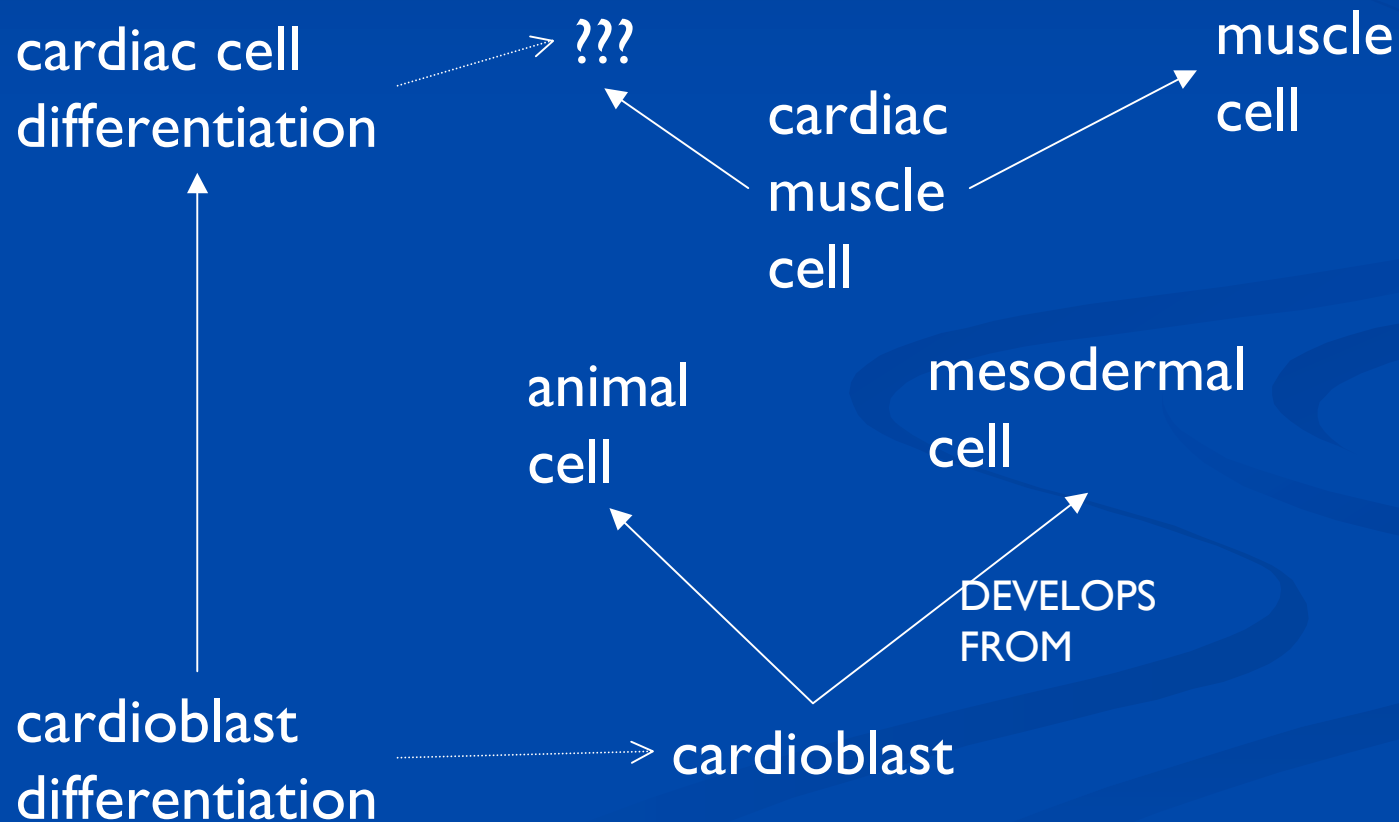 cardiac cell
differentiation
???
cardiac
muscle
cell
muscle
cell
animal
cell
mesodermal
cell
DEVELOPS
FROM
cardioblast
differentiation
cardioblast